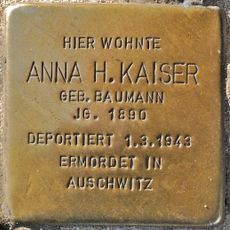 HIER WOHNTE
ANNA H. KAISER
GEB. BAUMANN
JG. 1890
DEPORTIERT 1.3.1943
ERMORDET IN
AUSCHWITZ